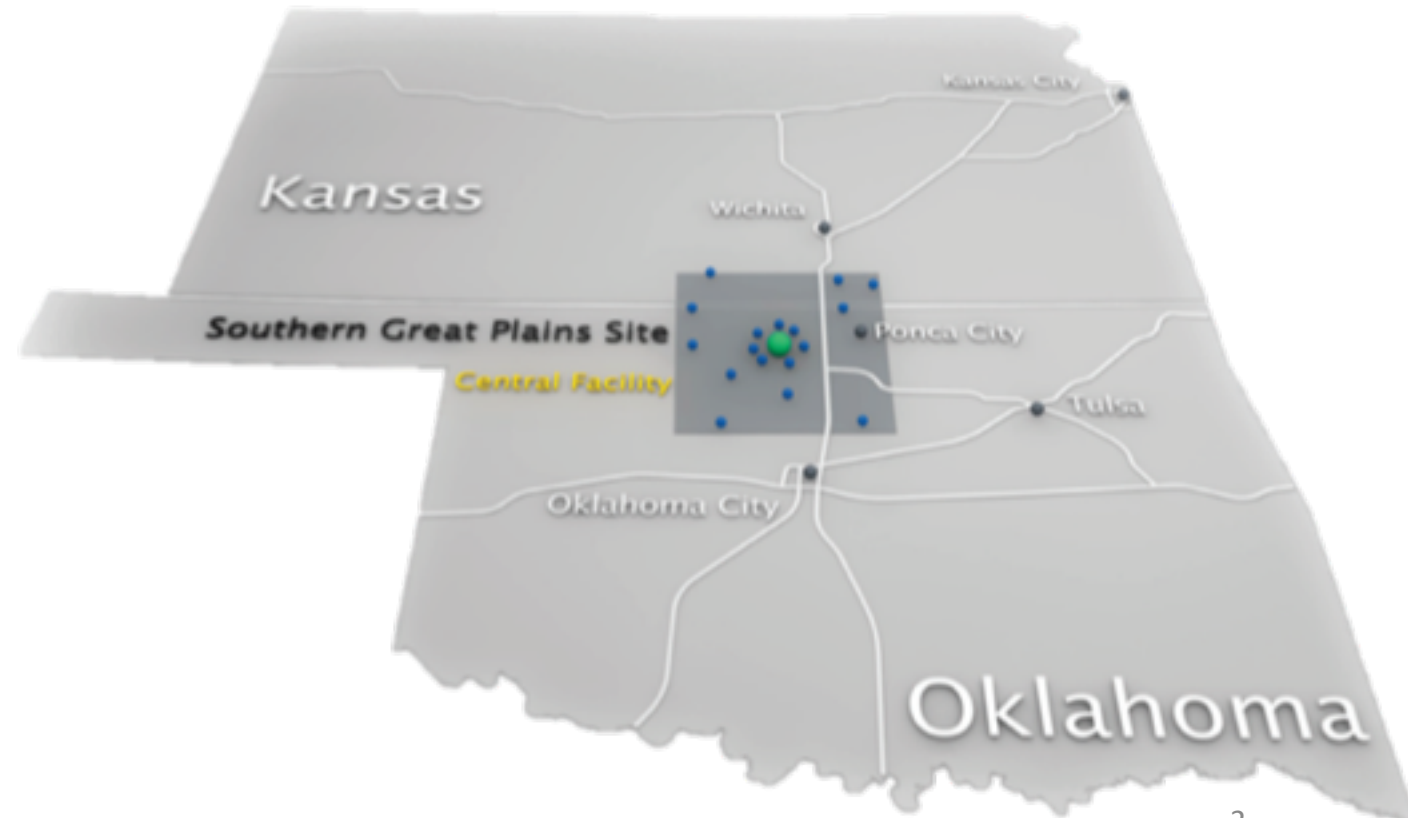 Kansas City
Kansas
Wichita
Southern Great Plains Site
Ponca City
Central Facility
Tulsa
Oklahoma City
Oklahoma